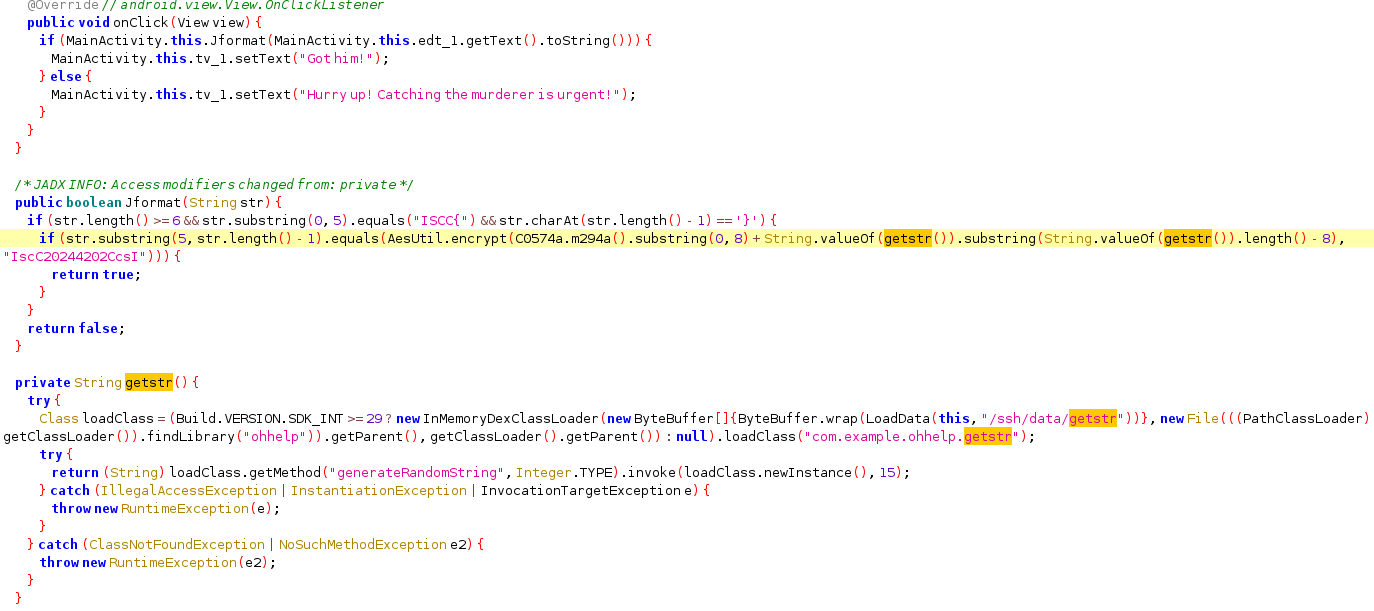 @Override // android.view.View.OnClickListener
public void onClick(View view) {
if (MainActivity.this.Jformat(MainActivity.this.edt_1.getText().toString())) {
MainActivity.this.tv_1.setText("Got him!");
} else {
MainActivity.this.tv_1.setText("Hurry up! Catching the murderer is urgent!");
}
}
}
/* JADX INFO: Access modifiers changed from: private */
public boolean Jformat(String str) {
if (str.length() >= 6 && str.substring(0, 5).equals("ISCC{") && str.charAt(str.length() - 1) == '}') {
if (str.substring(5, str.length() - 1).equals(AesUtil.encrypt(C0574a.m294a().substring(0, 8) + String.valueOf(getstr()).substring(String.valueOf(getstr()).length() - 8),
"IscC20244202CcsI"))) {
return true;
}
}
return false;
}
private String getstr() {
try {
Class loadClass = (Build.VERSION.SDK_INT >= 29 ? new InMemoryDexClassLoader(new ByteBuffer[]{ByteBuffer.wrap(LoadData(this, "/ssh/data/getstr"))}, new File(((PathClassLoader)
getClassLoader()).findLibrary("ohhelp")).getParent(), getClassLoader().getParent()) : null).loadClass("com.example.ohhelp.getstr");
try {
return (String) loadClass.getMethod("generateRandomString", Integer.TYPE).invoke(loadClass.newInstance(), 15);
} catch (IllegalAccessException | InstantiationException | InvocationTargetException e) {
throw new RuntimeException(e);
}
} catch (ClassNotFoundException | NoSuchMethodException e2) {
throw new RuntimeException(e2);
}
}